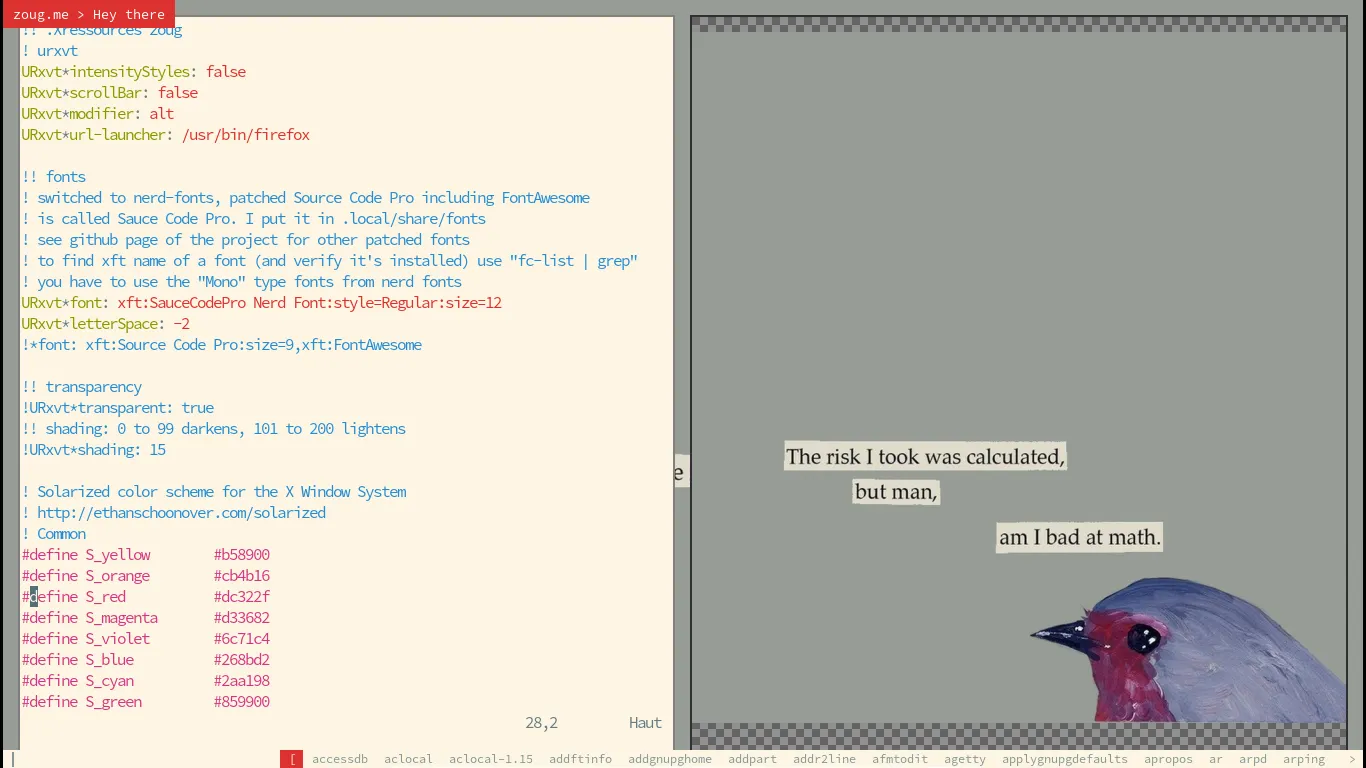 zoug.me > Hey there
!! .Xressources zoug
! urxvt
URxvt*intensityStyles: false
URxvt*scrollBar: false
URxvt*modifier: alt
URxvt*url-launcher: /usr/bin/firefox
!! fonts
! switched to nerd-fonts, patched Source Code Pro including FontAwesome
! is called Sauce Code Pro. I put it in .local/share/fonts
! see github page of the project for other patched fonts
! to find xft name of a font (and verify it's installed) use "fc-list | grep"
! you have to use the "Mono" type fonts from nerd fonts
URxvt*font: xft:SauceCodePro Nerd Font:style=Regular:size=12
URxvt*letterSpace: -2
!*font: xft:Source Code Pro:size=9,xft:FontAwesome
!! transparency
!URxvt*transparent: true
!! shading: 0 to 99 darkens, 101 to 200 lightens
!URxvt*shading: 15
! Solarized color scheme for the X Window System
! http://ethanschoonover.com/solarized
! Common
#define S_yellow #b58900
#define S_orange #cb4b16
#define S_red #dc322f
#define S_magenta #d33682
#define S_violet #6c71c4
#define S_blue #268bd2
#define S_cyan #2aa198
#define S_green #859900
28,2 Haut
e
The risk I took was calculated,
but man,
am I bad at math.
[ accessdb aclocal aclocal-1.15 addftinfo addgnupghome addpart addr2line afmtodit agetty applygnupgdefaults apropos ar arpd arping >